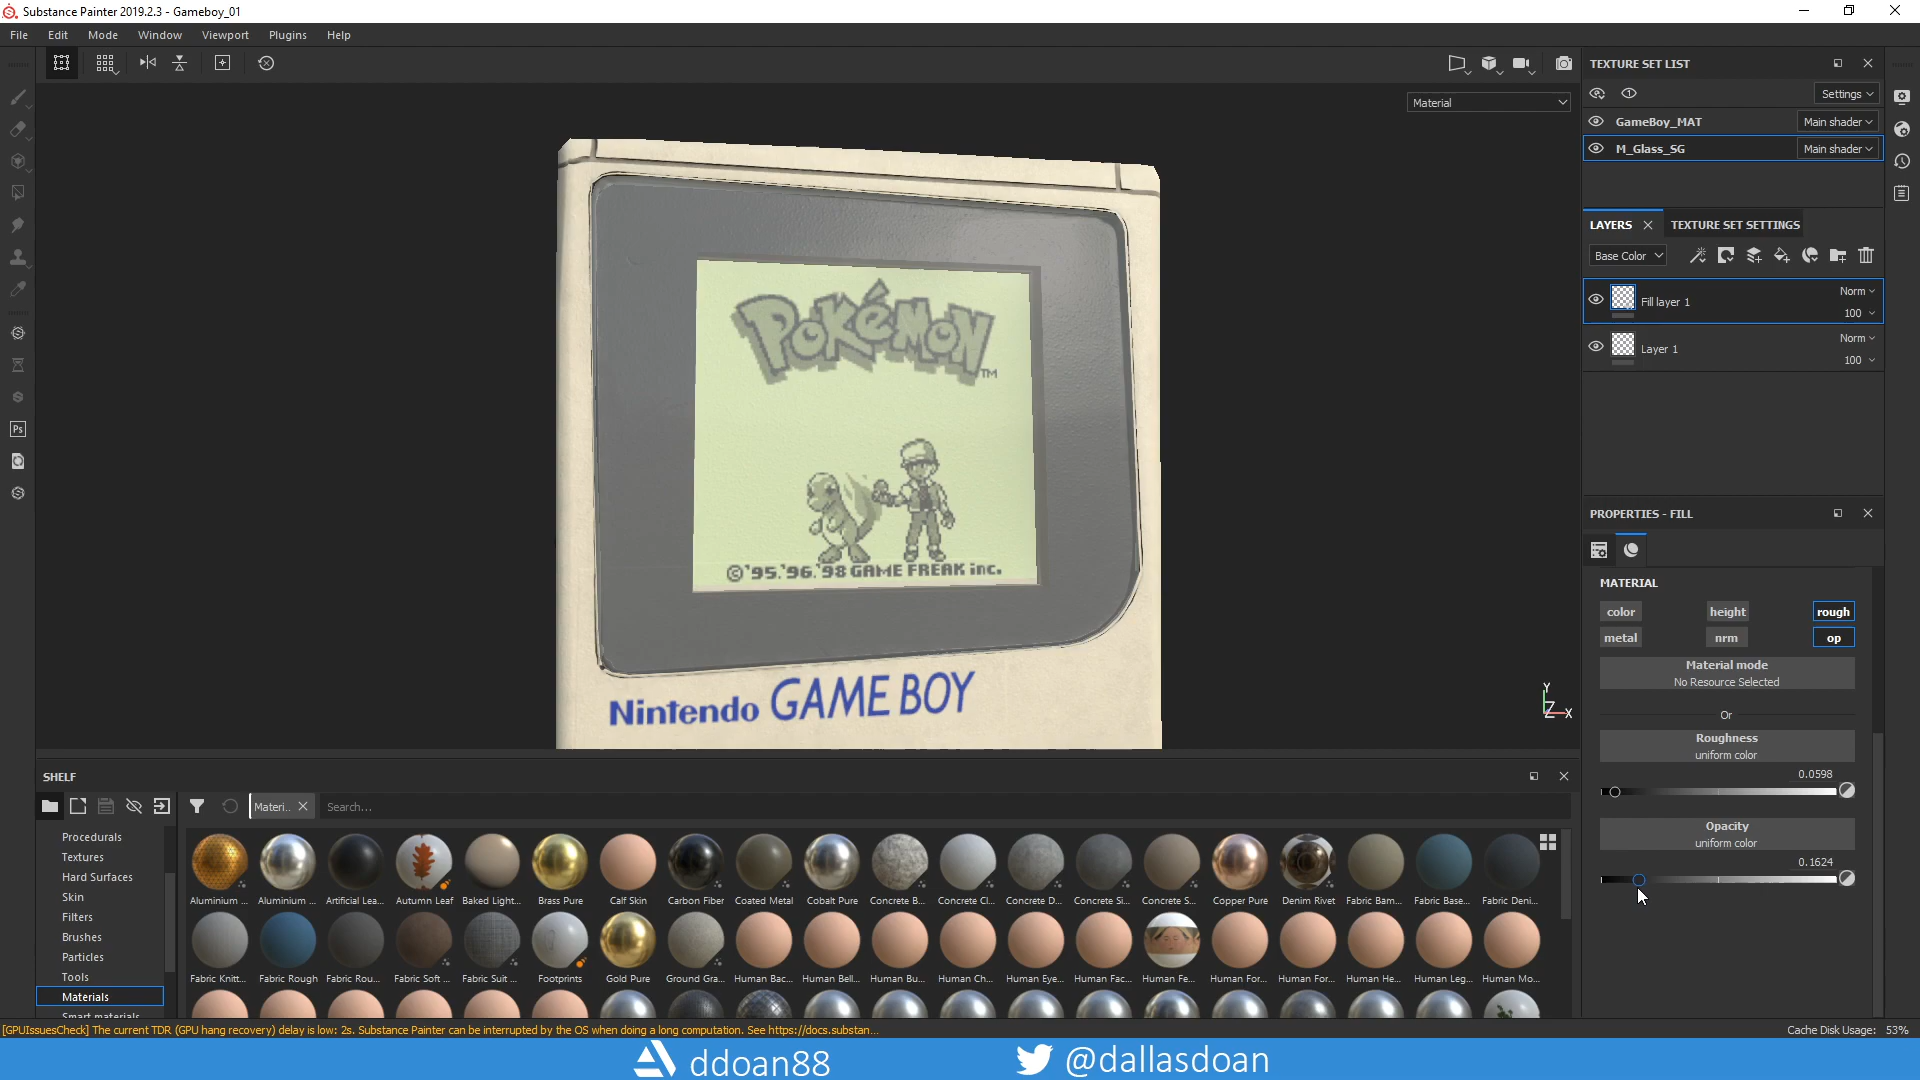 Substance Painter 2019.2.3 - Gameboy_01
File Edit Mode Window Viewport Plugins Help
Material
POKéMON
TM
©'95.'96.'98 GAME FREAK inc.
Nintendo GAME BOY
Y
Z X
TEXTURE SET LIST
Settings
GameBoy_MAT Main shader
M_Glass_SG Main shader
LAYERS TEXTURE SET SETTINGS
Base Color
Fill layer 1 Norm 100
Layer 1 Norm 100
PROPERTIES - FILL
MATERIAL
color height rough
metal nrm op
Material mode
No Resource Selected
Or
Roughness
uniform color
0.0598
Opacity
uniform color
0.1624
SHELF
Materi... Search...
Procedurals
Textures
Hard Surfaces
Skin
Filters
Brushes
Particles
Tools
Materials
Smart materials
Aluminium ... Aluminium ... Artificial Lea... Autumn Leaf Baked Light... Brass Pure Calf Skin Carbon Fiber Coated Metal Cobalt Pure Concrete B... Concrete Cl... Concrete D... Concrete Si... Concrete S... Copper Pure Denim Rivet Fabric Bam... Fabric Base... Fabric Deni...
Fabric Knitt... Fabric Rough Fabric Rou... Fabric Soft ... Fabric Suit ... Footprints Gold Pure Ground Gra... Human Bac... Human Bell... Human Bu... Human Ch... Human Eye... Human Fac... Human Fe... Human For... Human For... Human He... Human Leg... Human Mo...
[GPUIssuesCheck] The current TDR (GPU hang recovery) delay is low: 2s. Substance Painter can be interrupted by the OS when doing a long computation. See https://docs.substan...
Cache Disk Usage: 53%
ddoan88 @dallasdoan
Ps